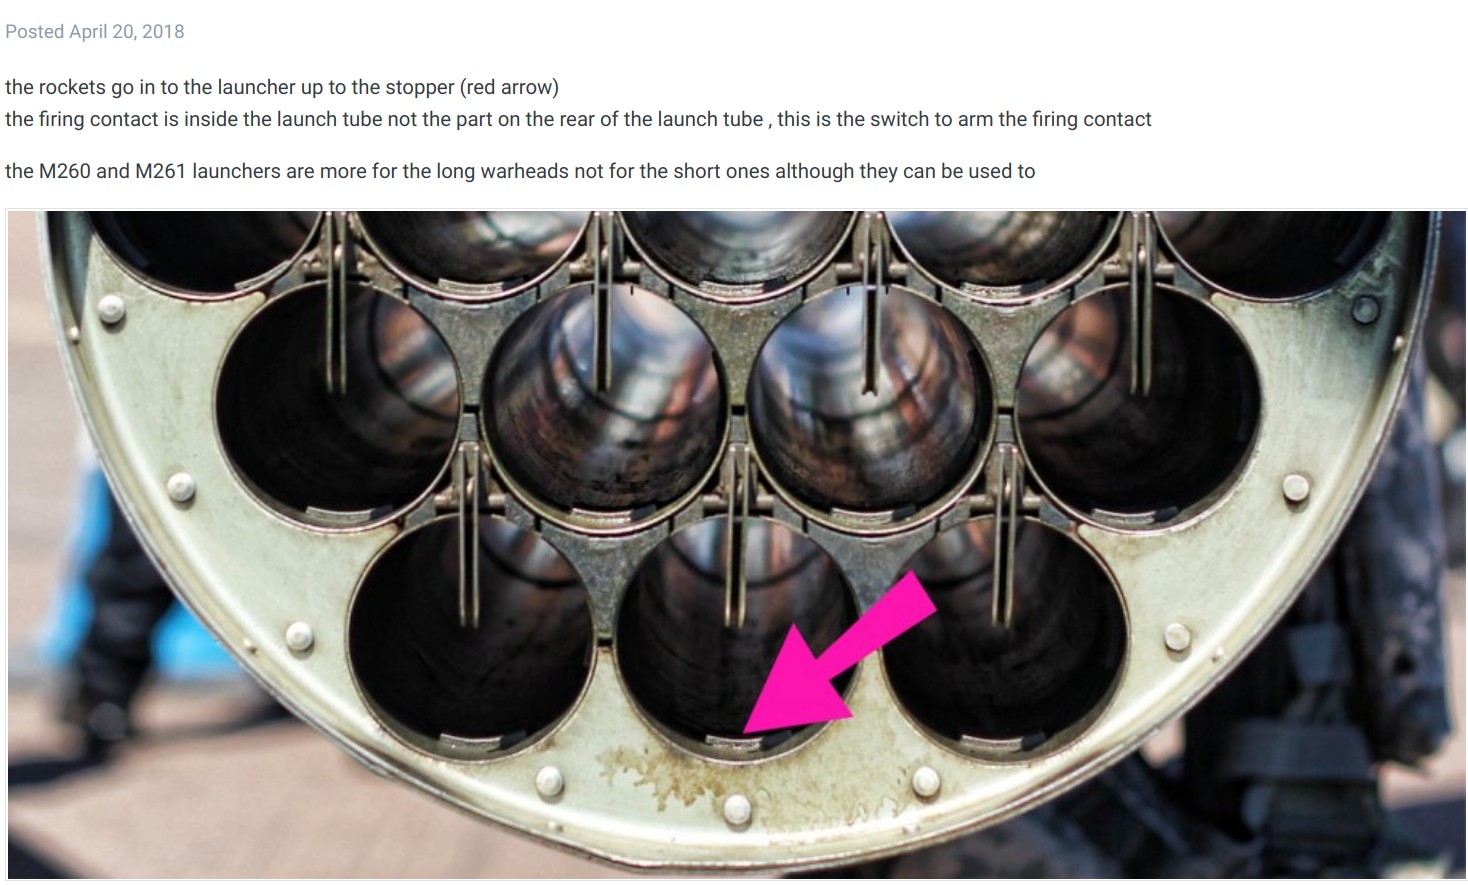 Posted April 20, 2018
the rockets go in to the launcher up to the stopper (red arrow)
the firing contact is inside the launch tube not the part on the rear of the launch tube , this is the switch to arm the firing contact
the M260 and M261 launchers are more for the long warheads not for the short ones although they can be used to